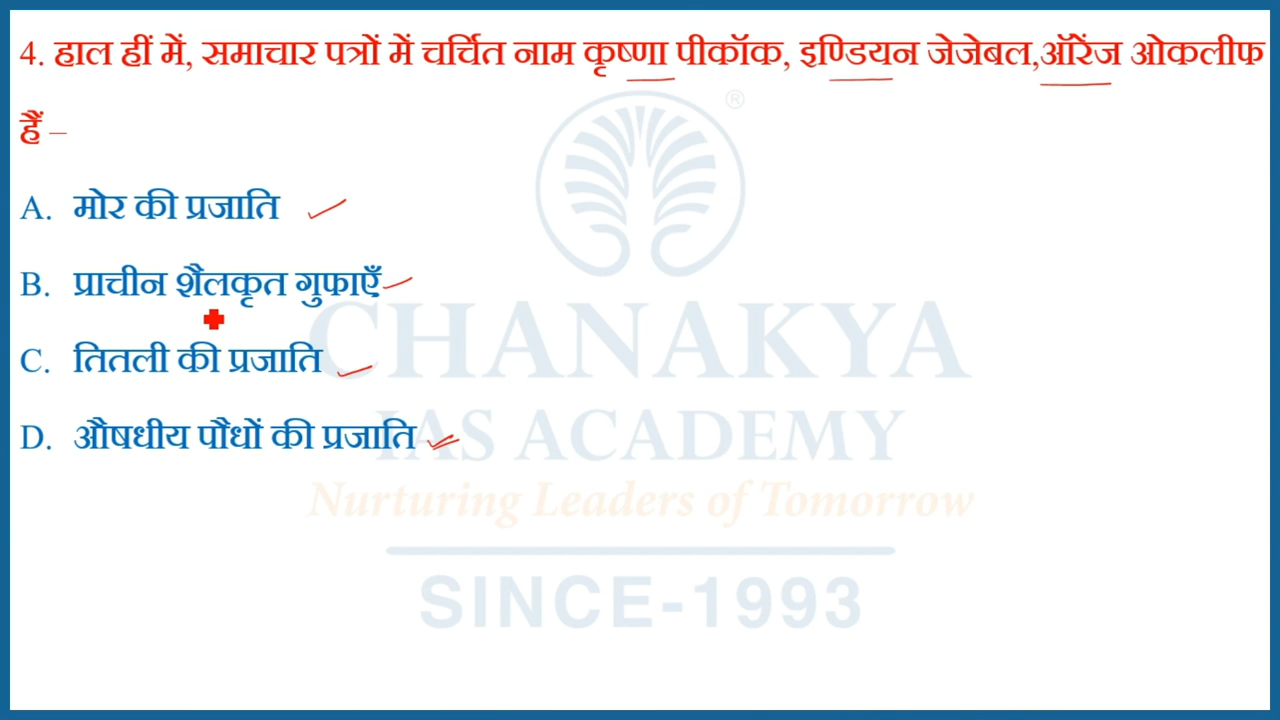 4. हाल हीं में, समाचार पत्रों में चर्चित नाम कृष्णा पीकॉक, इण्डियन जेजेबल,ऑरेंज ओकलीफ
हैं –
®
A. मोर की प्रजाति
B. प्राचीन शैलकृत गुफाएँ
C. तितली की प्रजाति
D. औषधीय पौधों की प्रजाति
CHANAKYA
IAS ACADEMY
Nurturing Leaders of Tomorrow
SINCE-1993